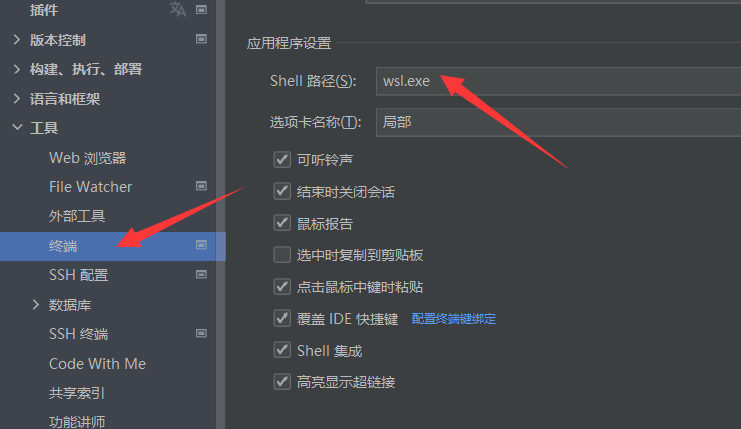 插件
版本控制
构建、执行、部署
语言和框架
工具
Web 浏览器
File Watcher
外部工具
终端
SSH 配置
数据库
SSH 终端
Code With Me
共享索引
功能讲师
应用程序设置
Shell 路径(S): wsl.exe
选项卡名称(T): 局部
可听铃声
结束时关闭会话
鼠标报告
选中时复制到剪贴板
点击鼠标中键时粘贴
覆盖 IDE 快捷键 配置终端键绑定
Shell 集成
高亮显示超链接